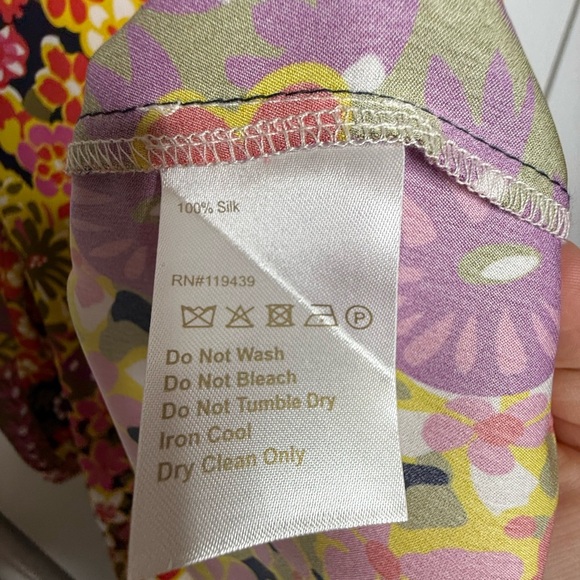 100% Silk
RN#119439
P
Do Not Wash
Do Not Bleach
Do Not Tumble Dry
Iron Cool
Dry Clean Only